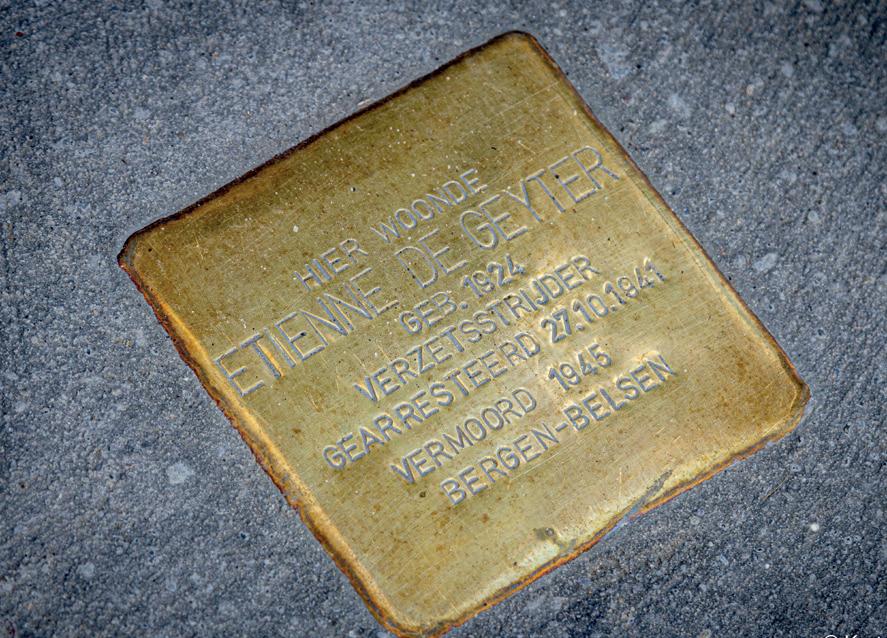 HIER WOONDE
ETIENNE DE GEYTER
GEB. 1924
VERZETSSTRIJDER
GEARRESTEERD 27.10.1941
VERMOORD 1945
BERGEN-BELSEN